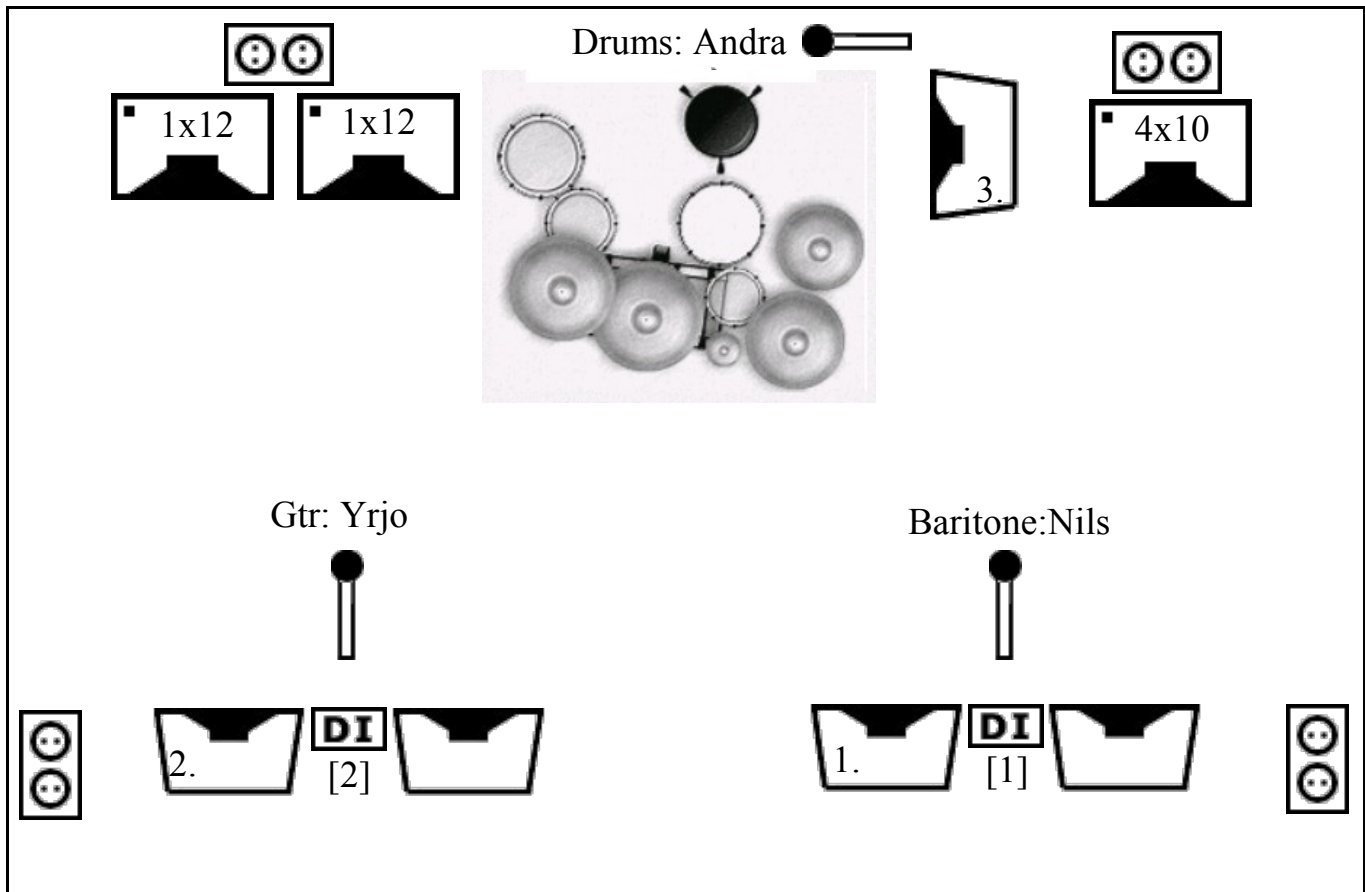 Drums: Andra
1x12
1x12
4x10
3.
Gtr: Yrjo
Baritone:Nils
2.
DI
[2]
1.
DI
[1]